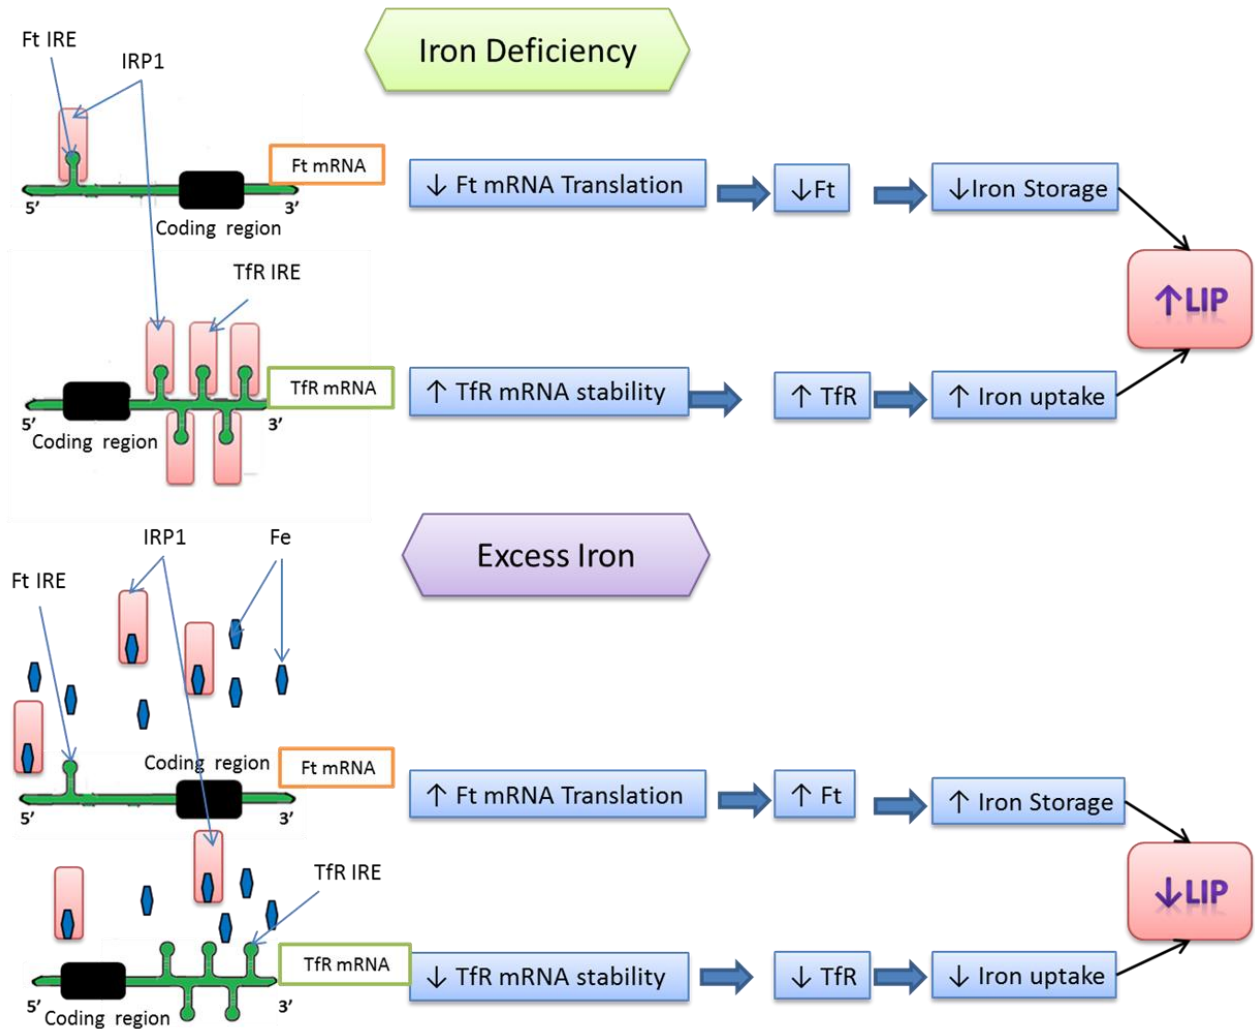 Iron Deficiency
Ft IRE
IRP1
Ft mRNA
5’
3’
Coding region
↓ Ft mRNA Translation
↓Ft
↓Iron Storage
TfR IRE
↑LIP
TfR mRNA
5’
3’
Coding region
↑ TfR mRNA stability
↑ TfR
↑ Iron uptake
Excess Iron
IRP1
Fe
Ft IRE
Coding region
Ft mRNA
5’
3’
↑ Ft mRNA Translation
↑ Ft
↑ Iron Storage
TfR IRE
↓LIP
TfR mRNA
5’
3’
Coding region
↓ TfR mRNA stability
↓ TfR
↓ Iron uptake